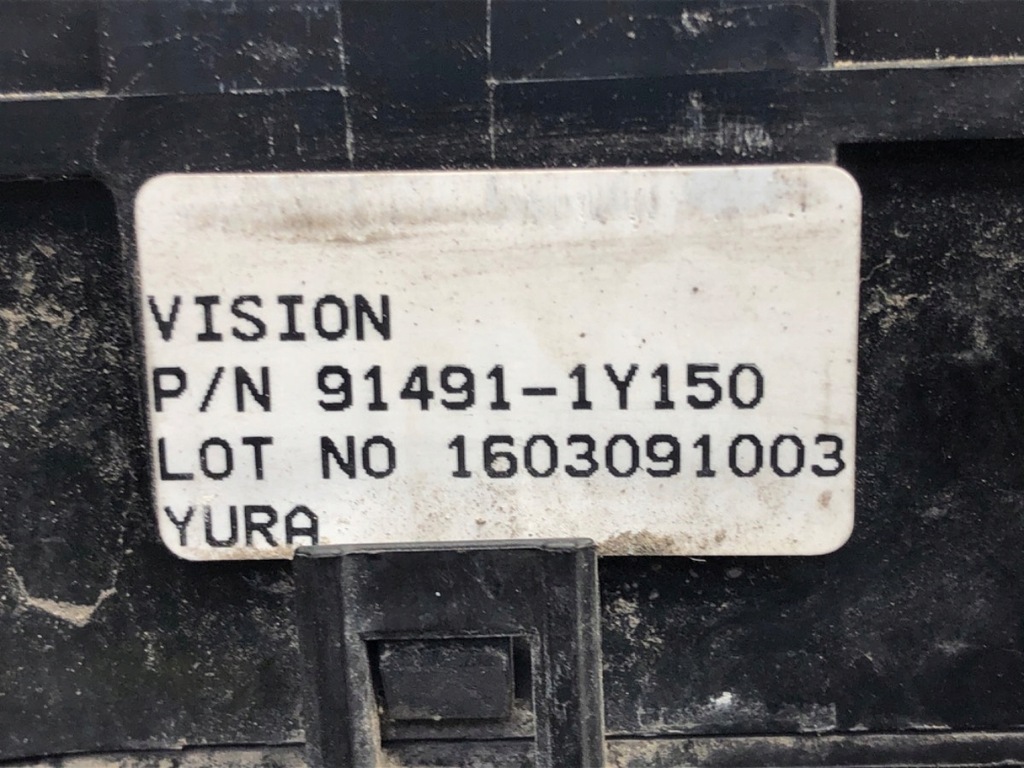 VISION
P/N 91491-1Y150
LOT NO 1603091003
YURA